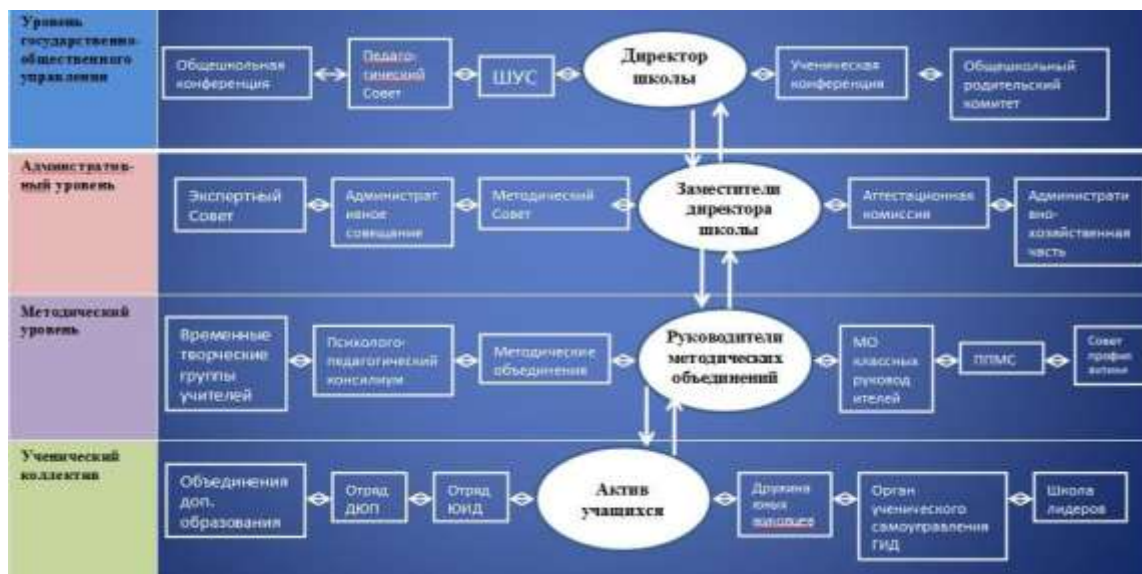 Уровень
государственно-
общественного
управления
Общешкольная
конференция
Педаго-
гический
Совет
ШУС
Директор
школы
Ученическая
конференция
Общешкольный
родительский
комитет
Административ-
ный уровень
Экспортный
Совет
Администрат
ивное
совещание
Методический
Совет
Заместители
директора
школы
Аттестационная
комиссия
Административ
вно-
хозяйственная
часть
Методический
уровень
Временные
творческие
группы
учителей
Психолого-
педагогический
консилиум
Методические
объединения
Руководители
методических
объединений
МО
классных
руковод
ителей
ППМС
Совет
профил
актики
Ученический
коллектив
Объединения
доп.
образования
Отряд
ДЮП
Отряд
ЮИД
Актив
учащихся
Дружина
юных
Орган
ученического
самоуправления
ГИД
Школа
лидеров